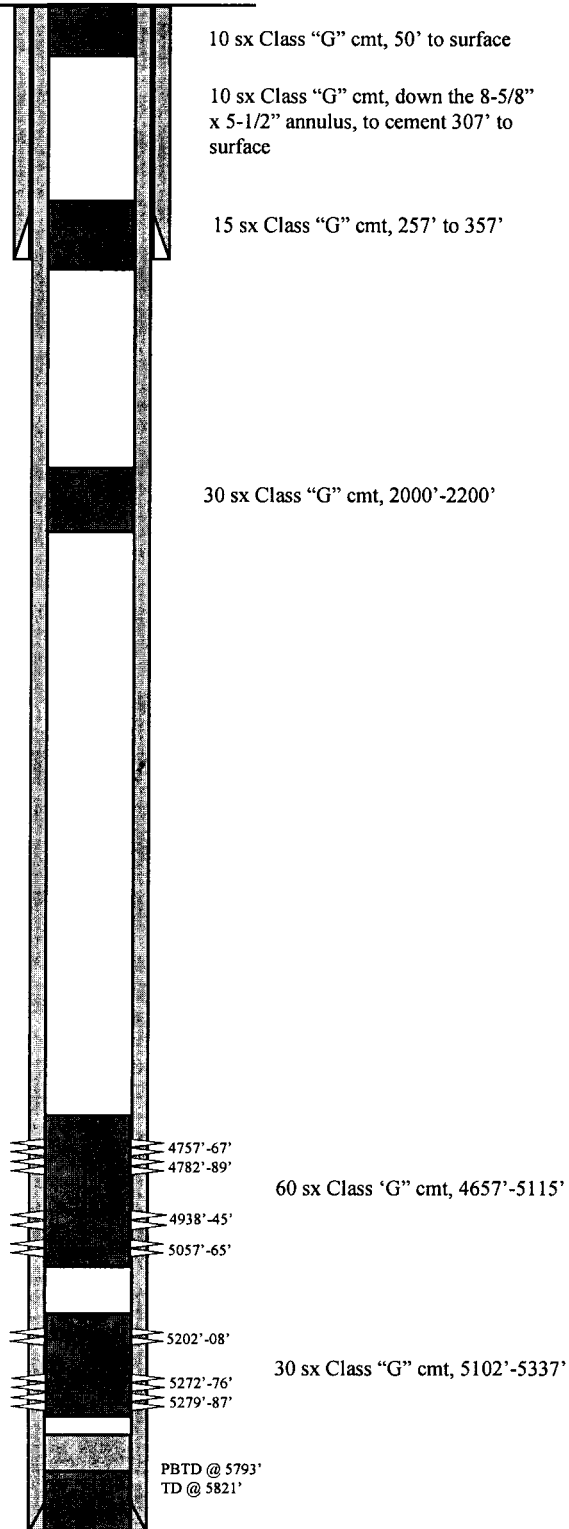 10 sx Class “G” cmt, 50’ to surface
10 sx Class “G” cmt, down the 8-5/8”
x 5-1/2” annulus, to cement 307’ to
surface
15 sx Class “G” cmt, 257’ to 357’
30 sx Class “G” cmt, 2000’-2200’
4757’-67’
4782’-89’
60 sx Class ‘G” cmt, 4657’-5115’
4938’-45’
5057’-65’
5202’-08’
30 sx Class “G” cmt, 5102’-5337’
5272’-76’
5279’-87’
PBTD @ 5793’
TD @ 5821’